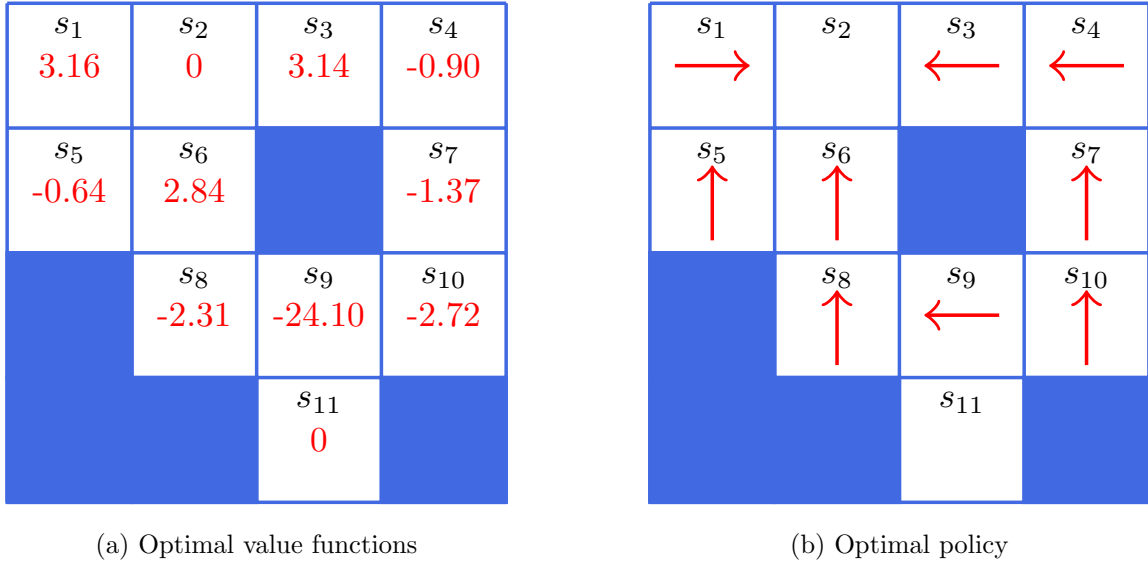 s₁ s₂ s₃ s₄
3.16 0 3.14 -0.90
s₅ s₆ s₇
-0.64 2.84 -1.37
s₈ s₉ s₁₀
-2.31 -24.10 -2.72
s₁₁
0
(a) Optimal value functions
s₁ s₂ s₃ s₄
s₅ s₆ s₇
s₈ s₉ s₁₀
s₁₁
(b) Optimal policy